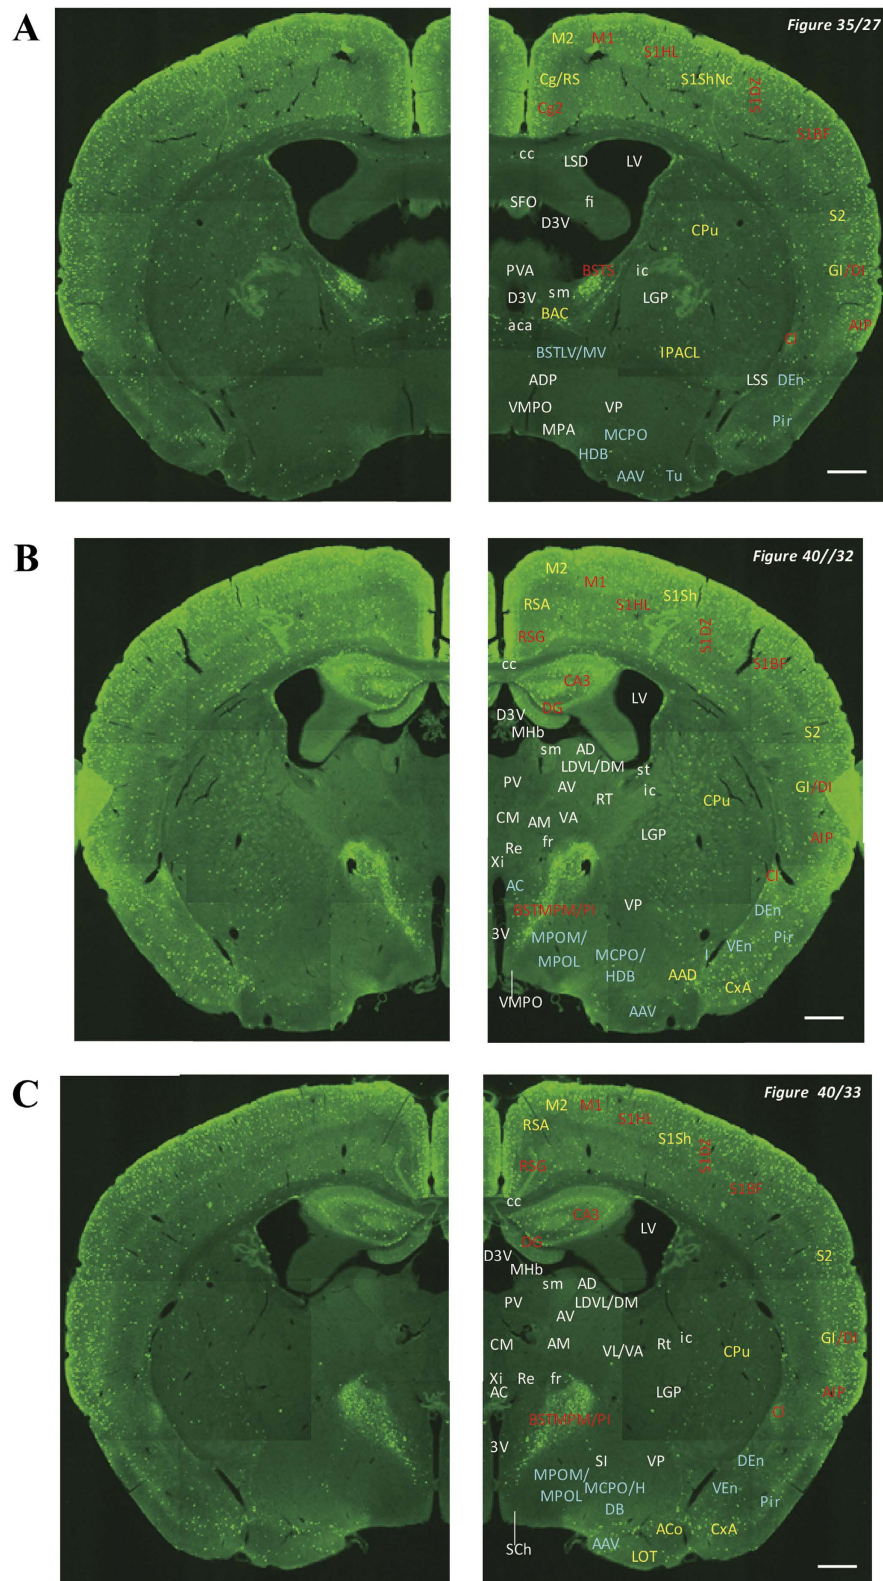 A
Figure 35/27
M2 M1
S1HL
Cg/RS S1ShNc S1DZ
Cg2
S1BF
cc LSD LV
SFO fi
D3V S2
CPu
PVA BSTS ic GI/DI
D3V sm LGP
BAC
aca AIP
Cl
BSTLV/MV IPACL
ADP LSS DEn
VMPO VP
MPA MCPO Pir
HDB
AAV Tu
B
Figure 40//32
M2
M1
RSA S1HL S1Sh
RSG S1DZ
cc S1BF
CA3
LV
D3V DG
MHb S2
sm AD
LDVL/DM st
PV AV ic GI/DI
RT CPu
CM AM VA
fr LGP AIP
Re
Xi
AC Cl
BSTMPM/PI VP DEn
3V MPOM/
MPOL MCPO/
HDB I VEn Pir
AAD
CxA
VMPO AAV
C
Figure 40/33
M2 M1
RSA S1HL
S1Sh S1DZ
RSG
S1BF
cc
CA3 LV
DG
D3V S2
MHb
sm AD
PV LDVL/DM
AV
CM AM VL/VA Rt ic GI/DI
CPu
Xi Re fr
AC LGP AIP
BSTMPM/PI Cl
3V
SI VP DEn
MPOM/
MPOL MCPO/H
DB VEn
Pir
ACo CxA
SCh AAV
LOT